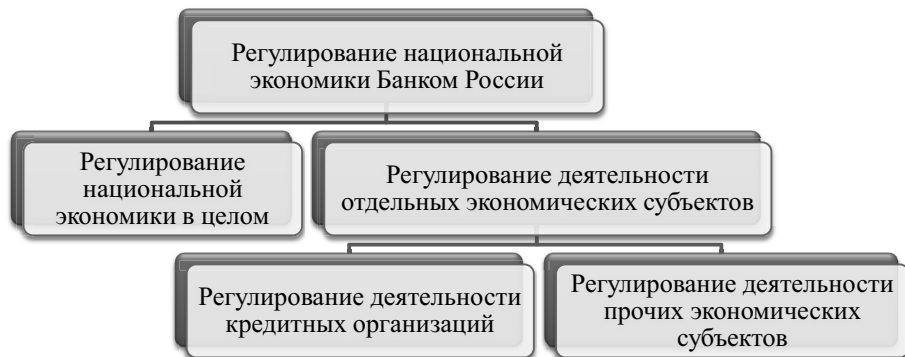 Регулирование национальной
экономики Банком России
Регулирование
национальной
экономики в целом
Регулирование деятельности
отдельных экономических субъектов
Регулирование деятельности
кредитных организаций
Регулирование деятельности
прочих экономических
субъектов